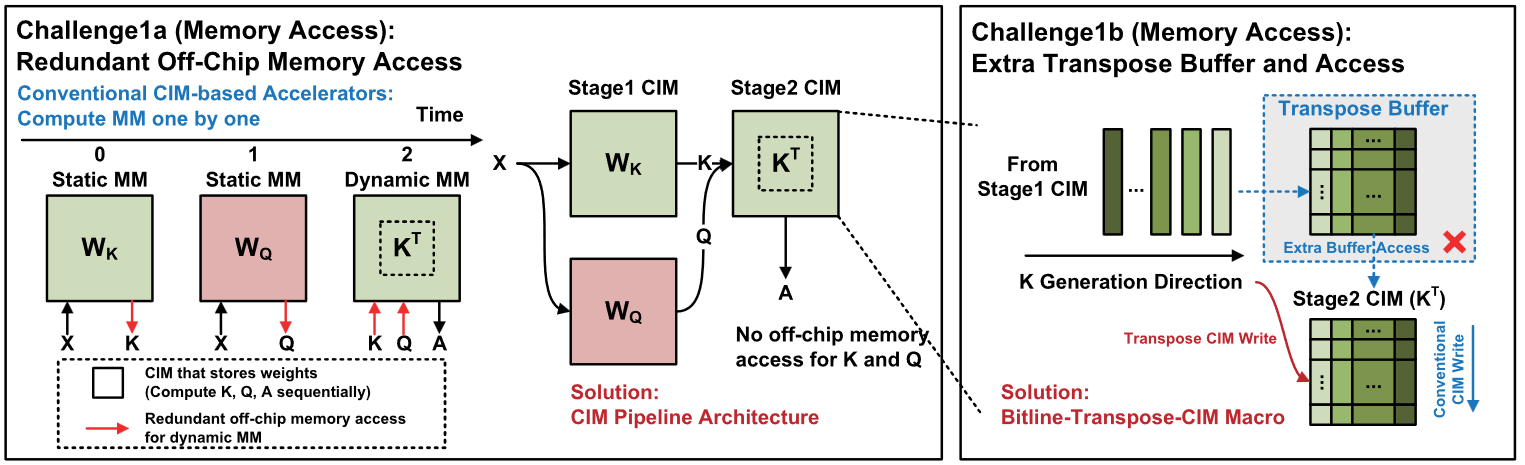 Challenge1a (Memory Access):
Redundant Off-Chip Memory Access
Conventional CIM-based Accelerators:
Compute MM one by one
Time
0
Static MM
W_K
X
K
1
Static MM
W_Q
X
Q
2
Dynamic MM
K^T
K
Q
A
CIM that stores weights
(Compute K, Q, A sequentially)
Redundant off-chip memory access
for dynamic MM
Stage1 CIM
Stage2 CIM
X
W_K
K
K^T
Q
W_Q
A
No off-chip memory
access for K and Q
Solution:
CIM Pipeline Architecture
Challenge1b (Memory Access):
Extra Transpose Buffer and Access
Transpose Buffer
From
Stage1 CIM
...
...
...
...
Extra Buffer Access
K Generation Direction
Stage2 CIM (K^T)
Transpose CIM Write
...
...
...
Conventional
CIM Write
Solution:
Bitline-Transpose-CIM Macro